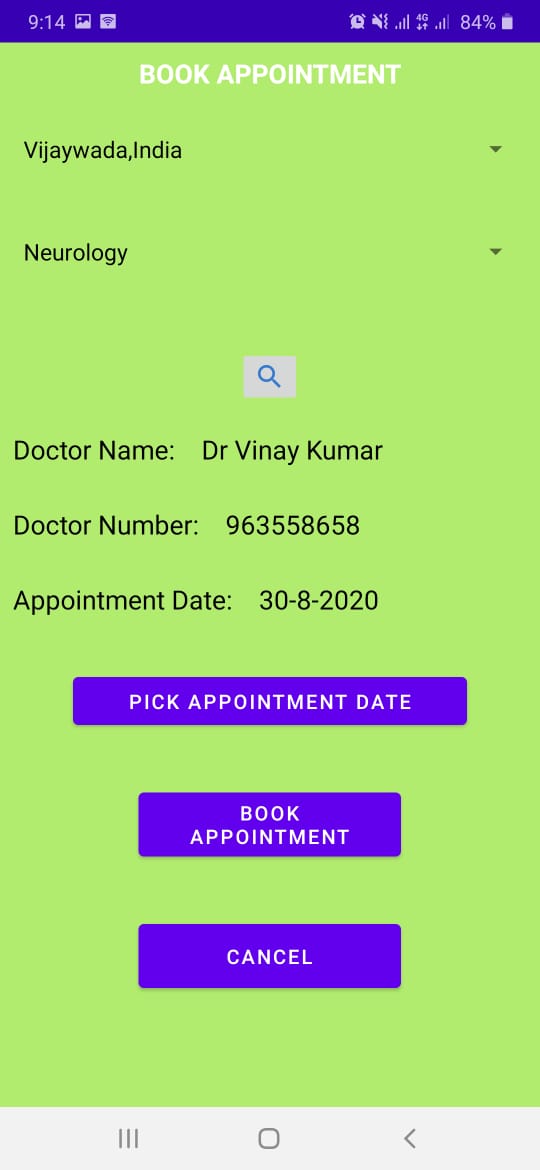 9:14 4G 84%
BOOK APPOINTMENT
Vijaywada,India
Neurology
Doctor Name: Dr Vinay Kumar
Doctor Number: 963558658
Appointment Date: 30-8-2020
PICK APPOINTMENT DATE
BOOK
APPOINTMENT
CANCEL